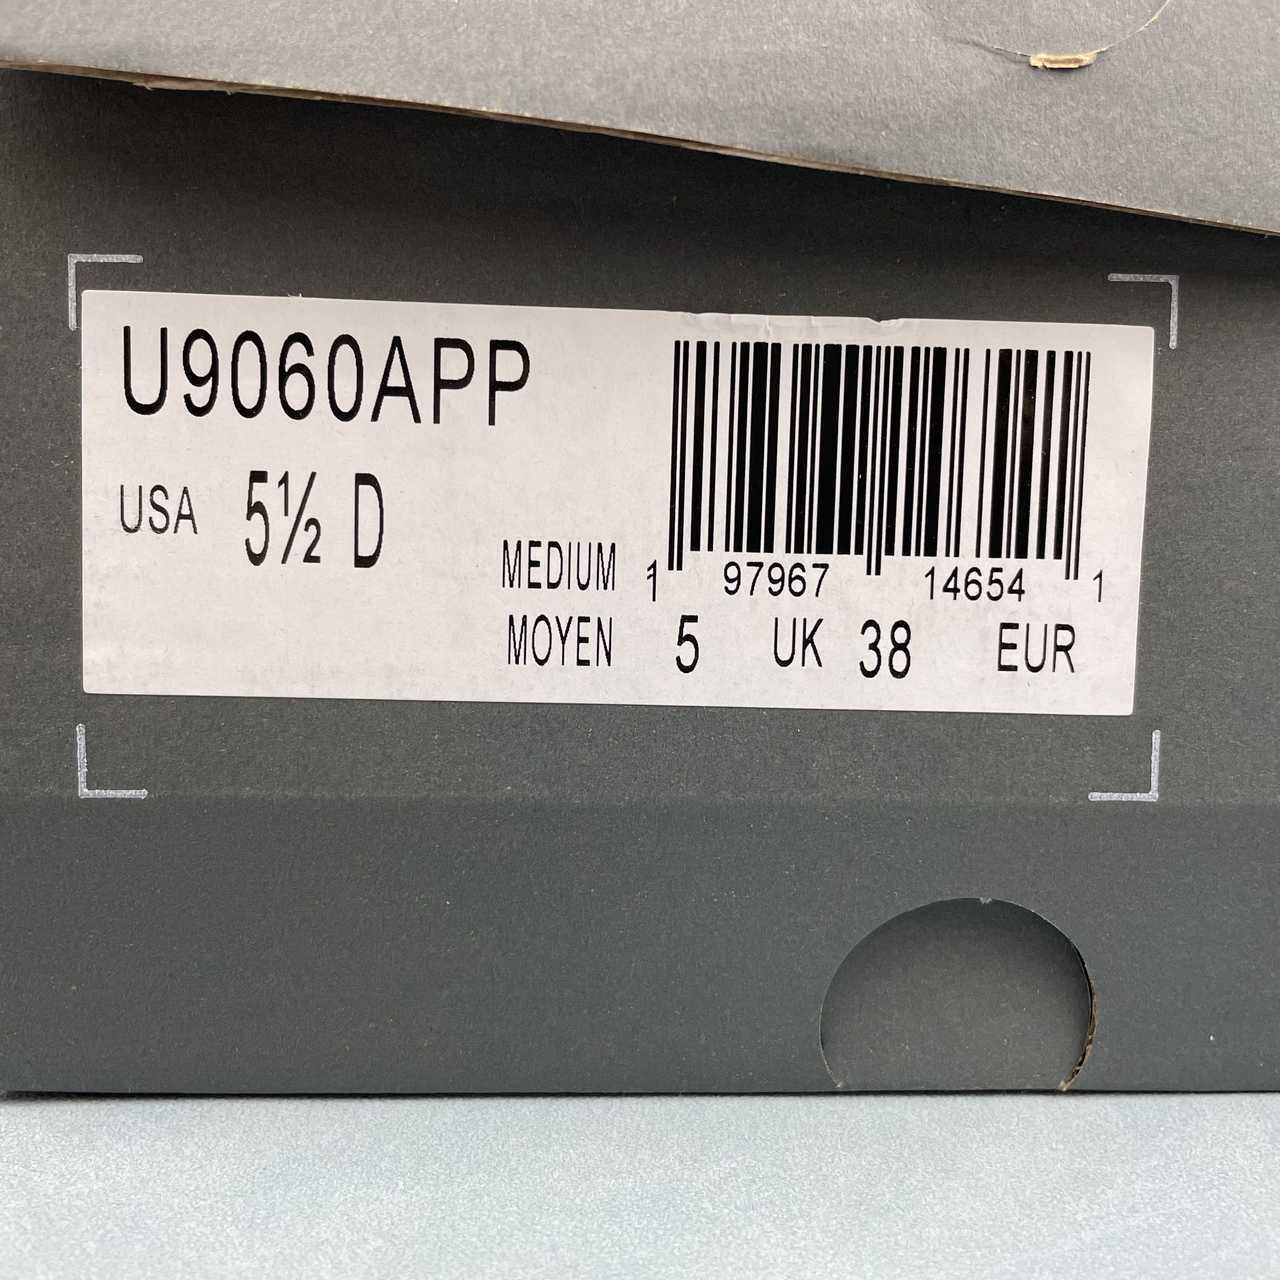 U9060APP
USA 5½ D
MEDIUM
1 97967 14654 1
MOYEN 5 UK 38 EUR